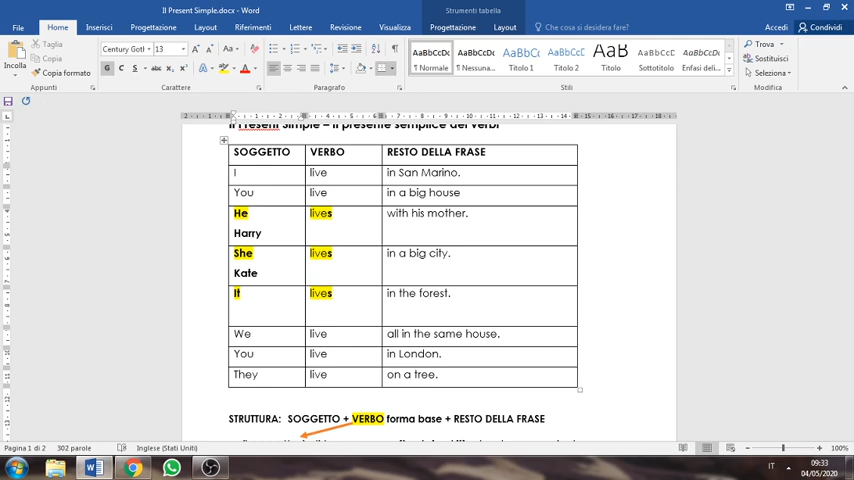 Il Present Simple.docx - Word
Strumenti tabella
File Home Inserisci Progettazione Layout Riferimenti Lettere Revisione Visualizza Progettazione Layout Che cosa si desidera fare? Accedi Condividi
Incolla
Taglia
Copia
Copia formato
Century Gotl 13
G C S abc x₂ x²
AaBbCcDc AaBbCcDc AaBbCc AaBbCcC AaB AaBbCcC AaBbCcDc
¶ Normale ¶ Nessuna... Titolo 1 Titolo 2 Titolo Sottotitolo Enfasi deli...
Trova
Sostituisci
Seleziona
Appunti Carattere Paragrafo Stili Modifica
Il Present Simple – Il presente semplice dei verbi
SOGGETTO VERBO RESTO DELLA FRASE
I live in San Marino.
You live in a big house
He lives with his mother.
Harry
She lives in a big city.
Kate
It lives in the forest.
We live all in the same house.
You live in London.
They live on a tree.
STRUTTURA: SOGGETTO + VERBO forma base + RESTO DELLA FRASE
Pagina 1 di 2 302 parole Inglese (Stati Uniti) 100%
IT 09:33
04/05/2020